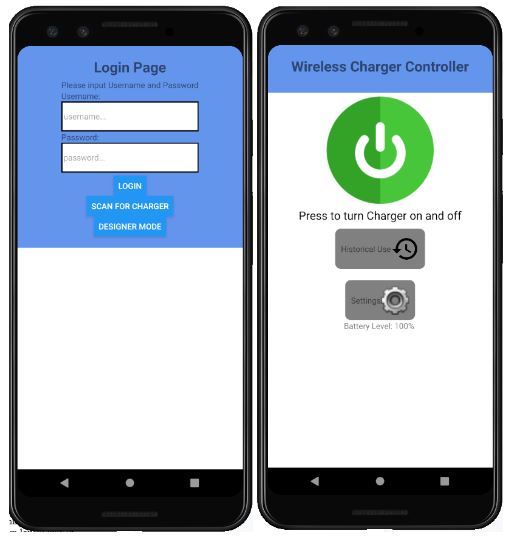 Login Page
Please input Username and Password
Username:
username...
Password:
password...
LOGIN
SCAN FOR CHARGER
DESIGNER MODE
Wireless Charger Controller
Press to turn Charger on and off
Historical Use
Settings
Battery Level: 100%